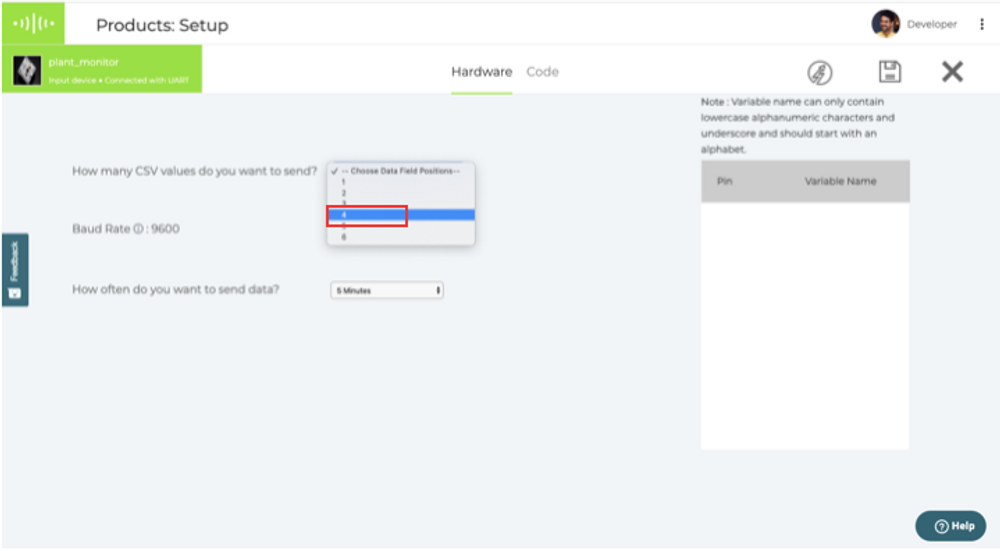 Products: Setup
Developer
plant_monitor
Input device • Connected with UART
Hardware
Code
Note : Variable name can only contain
lowercase alphanumeric characters and
underscore and should start with an
alphabet.
How many CSV values do you want to send?
✓ -- Choose Data Field Positions--
1
2
3
4
5
6
Pin
Variable Name
Baud Rate ⓘ : 9600
Feedback
How often do you want to send data?
5 Minutes
? Help